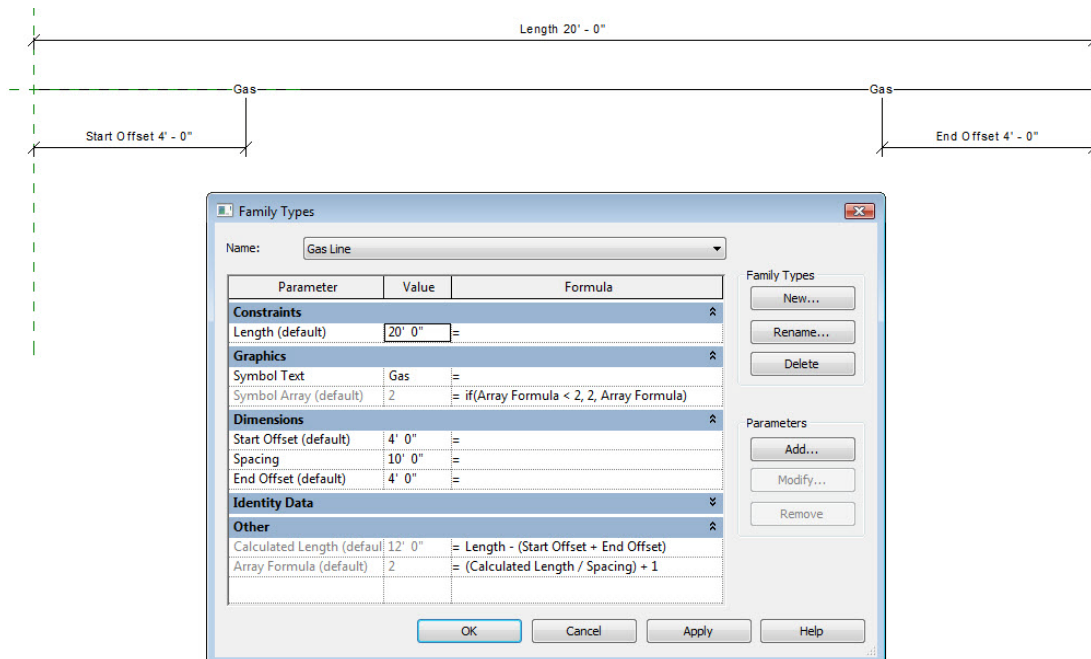 Length 20' - 0"
Gas Gas
Start Offset 4' - 0" End Offset 4' - 0"
Family Types
Name: Gas Line
Parameter Value Formula
Constraints
Length (default) 20' 0" =
Graphics
Symbol Text Gas =
Symbol Array (default) 2 = if(Array Formula < 2, 2, Array Formula)
Dimensions
Start Offset (default) 4' 0" =
Spacing 10' 0" =
End Offset (default) 4' 0" =
Identity Data
Other
Calculated Length (defaul 12' 0" = Length - (Start Offset + End Offset)
Array Formula (default) 2 = (Calculated Length / Spacing) + 1
Family Types
New...
Rename...
Delete
Parameters
Add...
Modify...
Remove
OK Cancel Apply Help